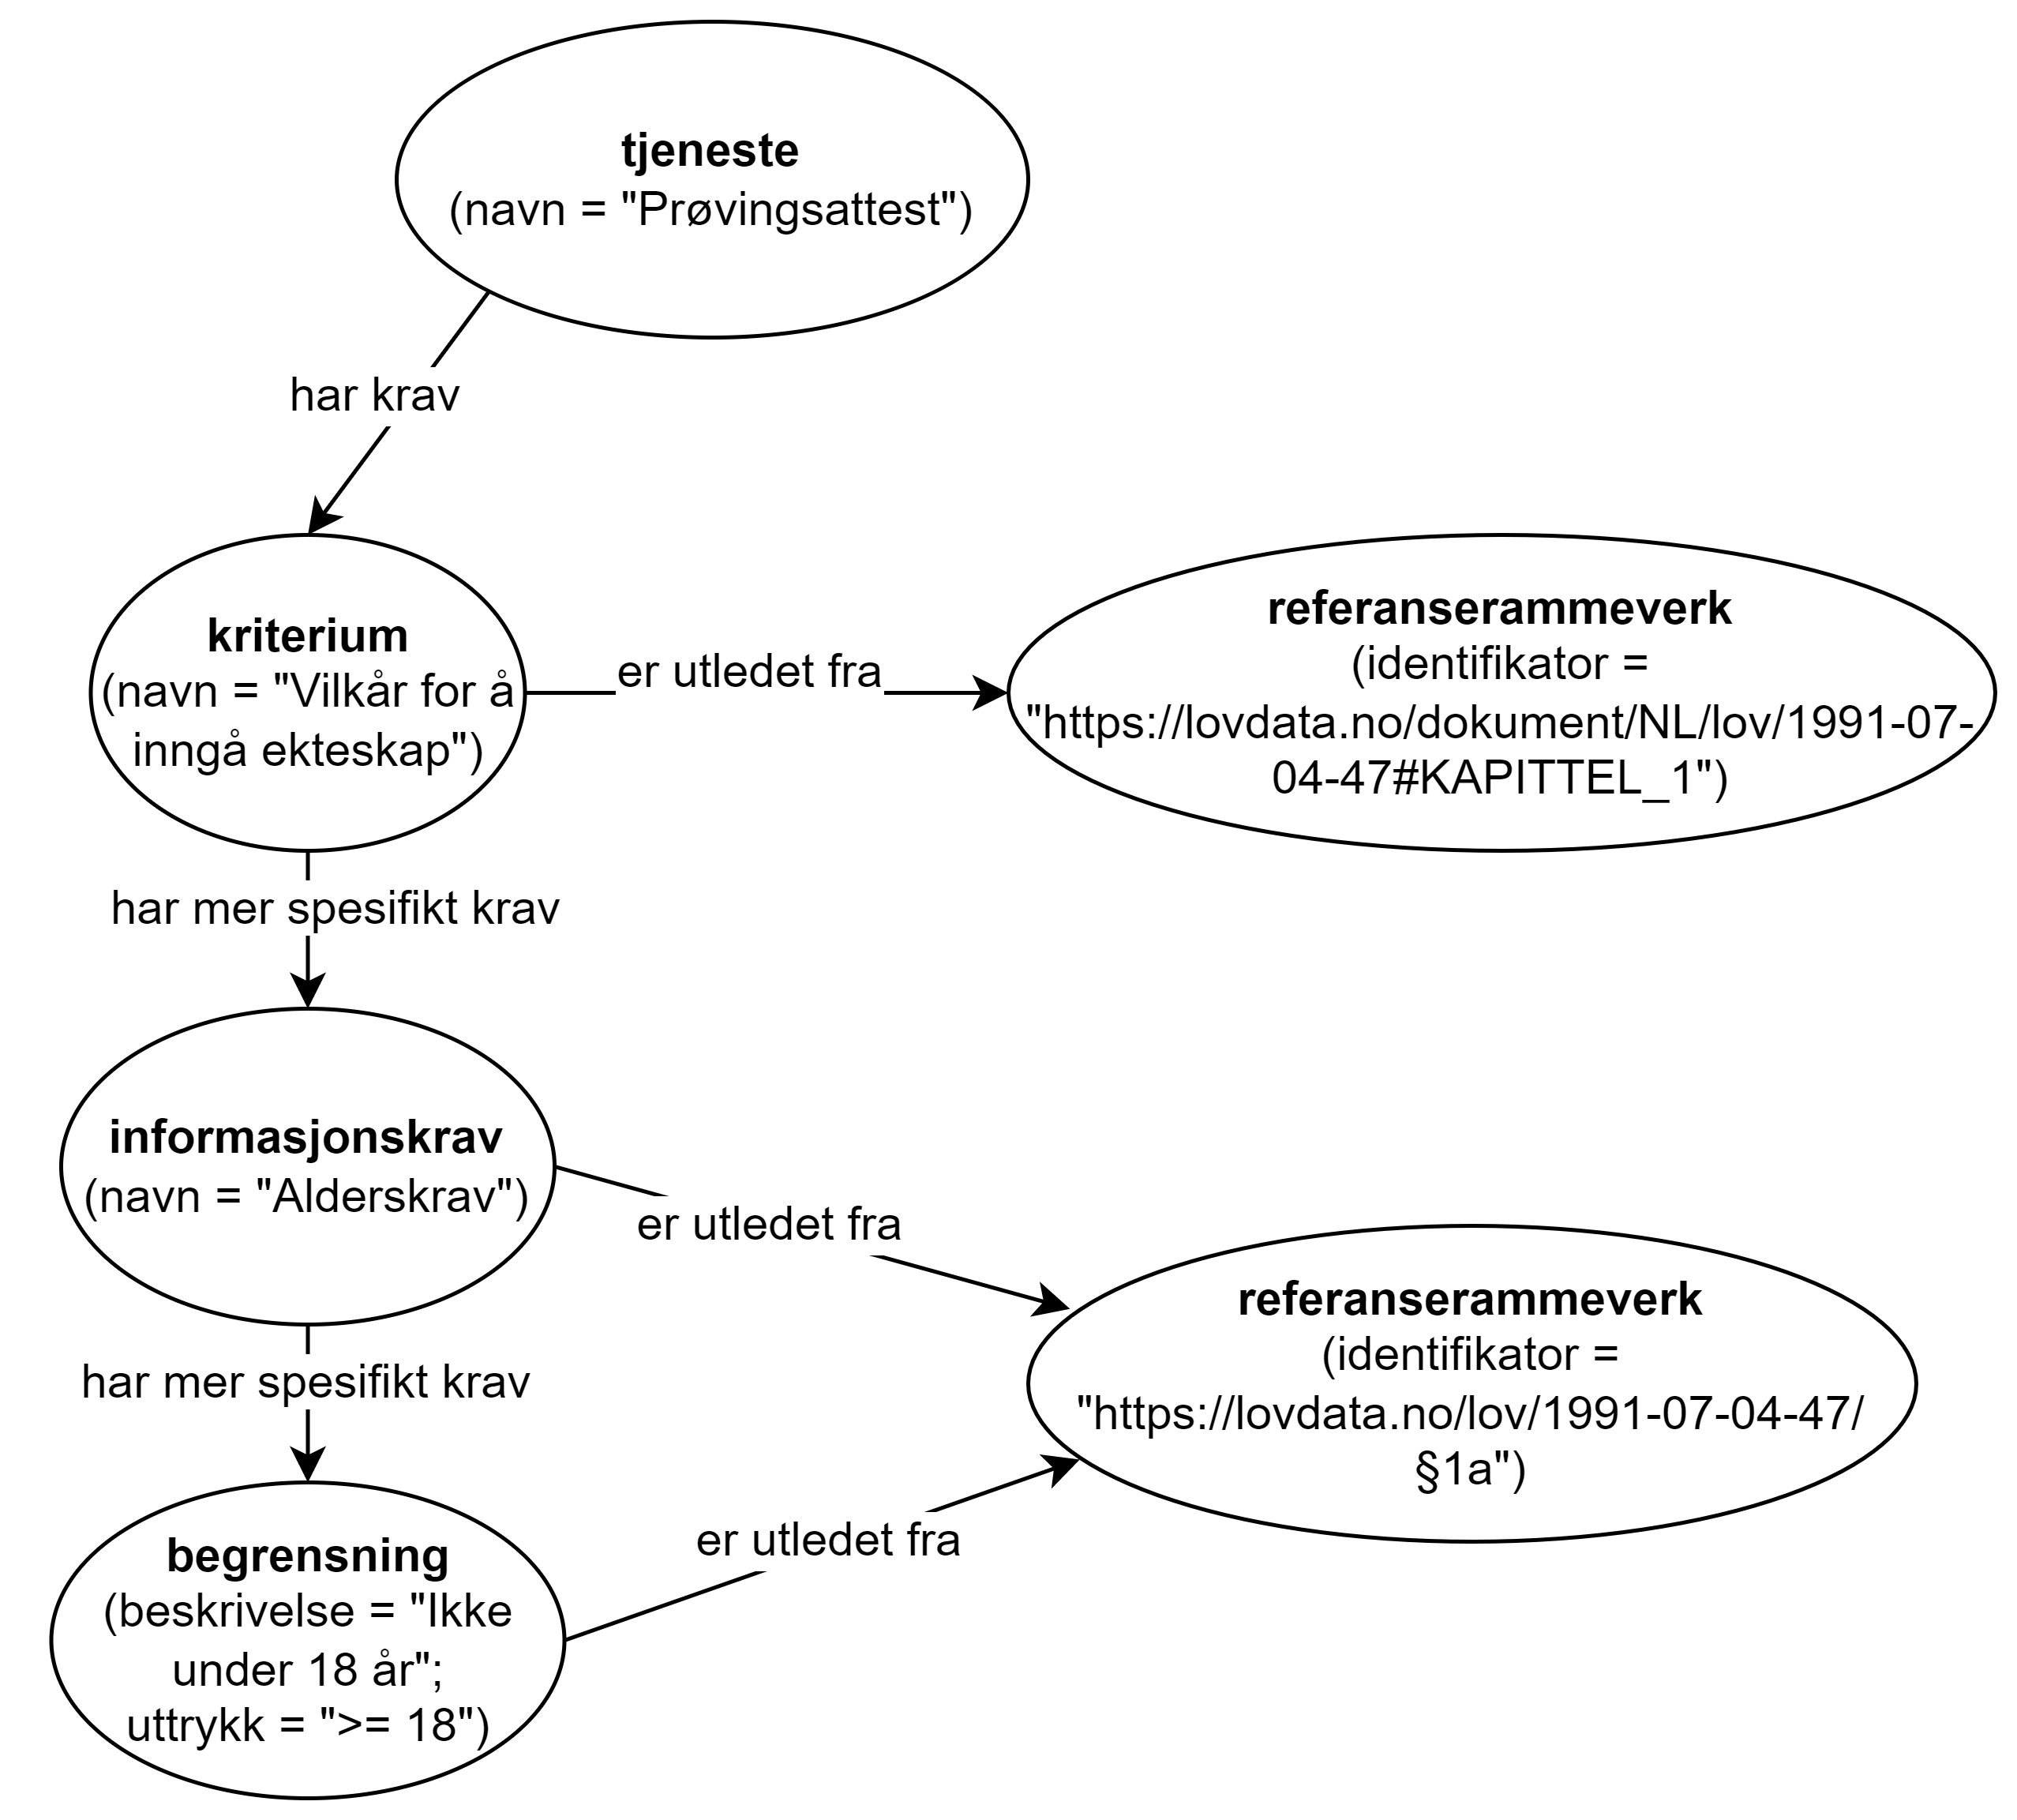 tjeneste
(navn = "Prøvingsattest")
har krav
kriterium
(navn = "Vilkår for å
inngå ekteskap")
er utledet fra
referanserammeverk
(identifikator =
"https://lovdata.no/dokument/NL/lov/1991-07-
04-47#KAPITTEL_1")
har mer spesifikt krav
informasjonskrav
(navn = "Alderskrav")
er utledet fra
referanserammeverk
(identifikator =
"https://lovdata.no/lov/1991-07-04-47/
§1a")
har mer spesifikt krav
begrensning
(beskrivelse = "Ikke
under 18 år";
uttrykk = ">= 18")
er utledet fra